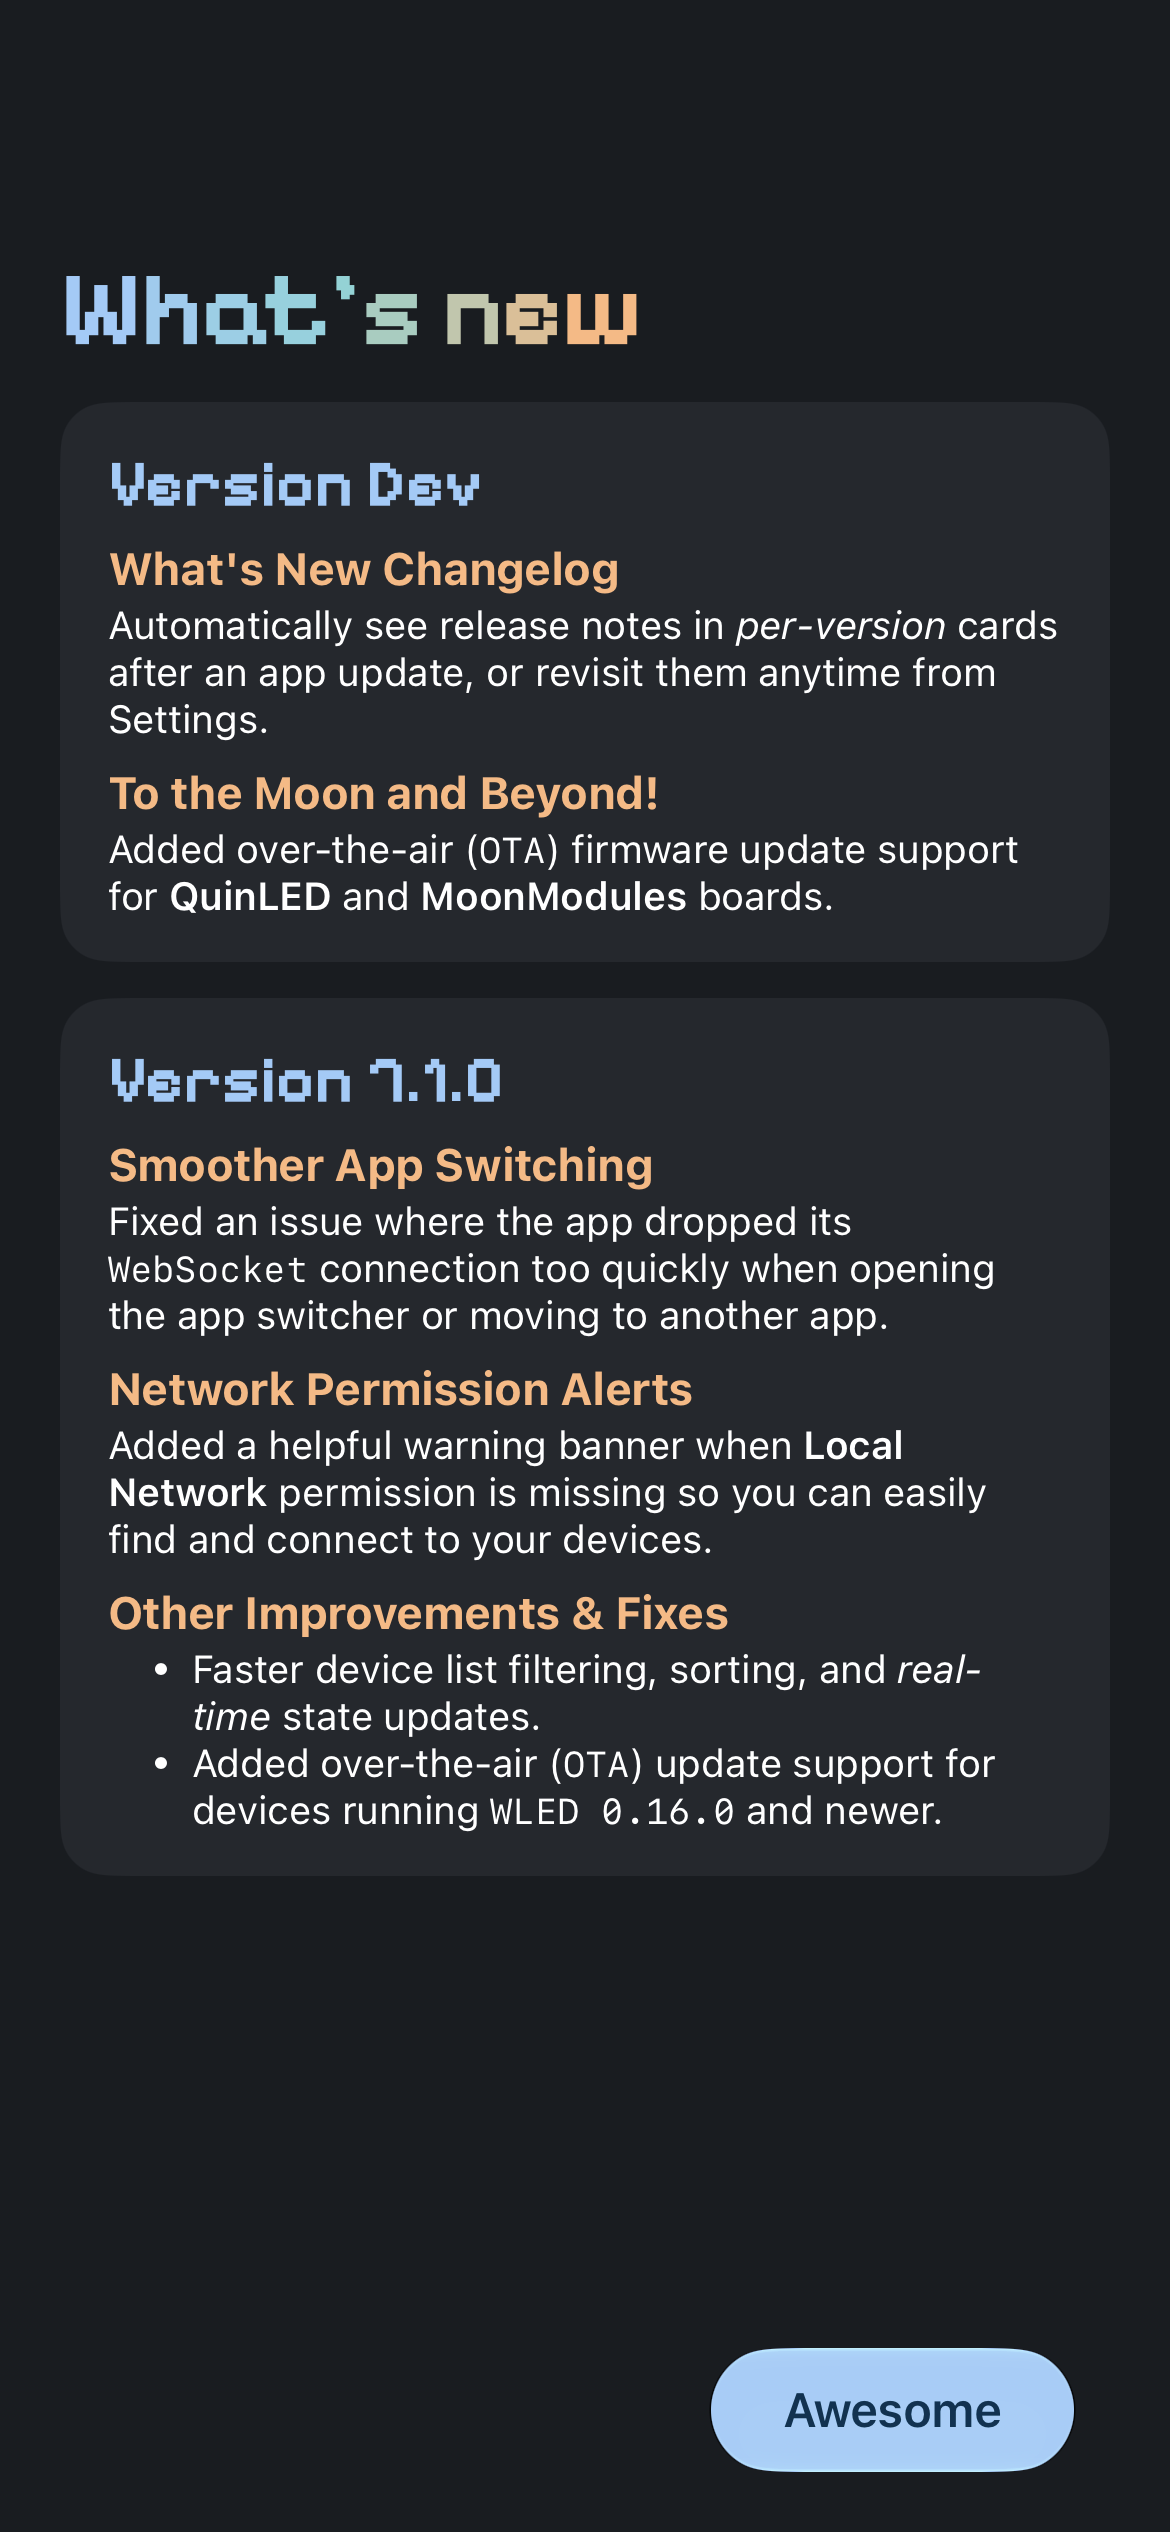 What's new
Version Dev
What's New Changelog
Automatically see release notes in per-version cards
after an app update, or revisit them anytime from
Settings.
To the Moon and Beyond!
Added over-the-air (OTA) firmware update support
for QuinLED and MoonModules boards.
Version 7.1.0
Smoother App Switching
Fixed an issue where the app dropped its
WebSocket connection too quickly when opening
the app switcher or moving to another app.
Network Permission Alerts
Added a helpful warning banner when Local
Network permission is missing so you can easily
find and connect to your devices.
Other Improvements & Fixes
• Faster device list filtering, sorting, and real-
time state updates.
• Added over-the-air (OTA) update support for
devices running WLED 0.16.0 and newer.
Awesome